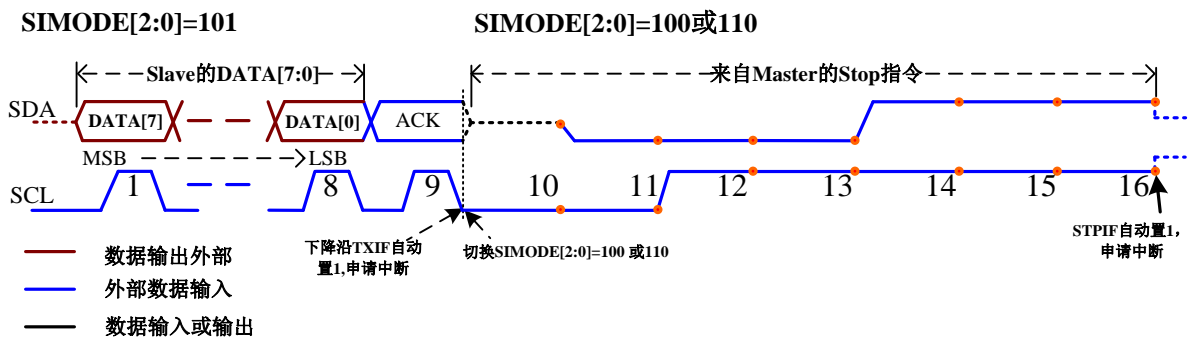 SIMODE[2:0]=101
SIMODE[2:0]=100或110
Slave的DATA[7:0]
来自Master的Stop指令
SDA
DATA[7]
DATA[0]
ACK
MSB
LSB
SCL
1
8
9
10
11
12
13
14
15
16
下降沿TXIF自动
置1,申请中断
切换SIMODE[2:0]=100 或110
STPIF自动置1，
申请中断
数据输出外部
外部数据输入
数据输入或输出